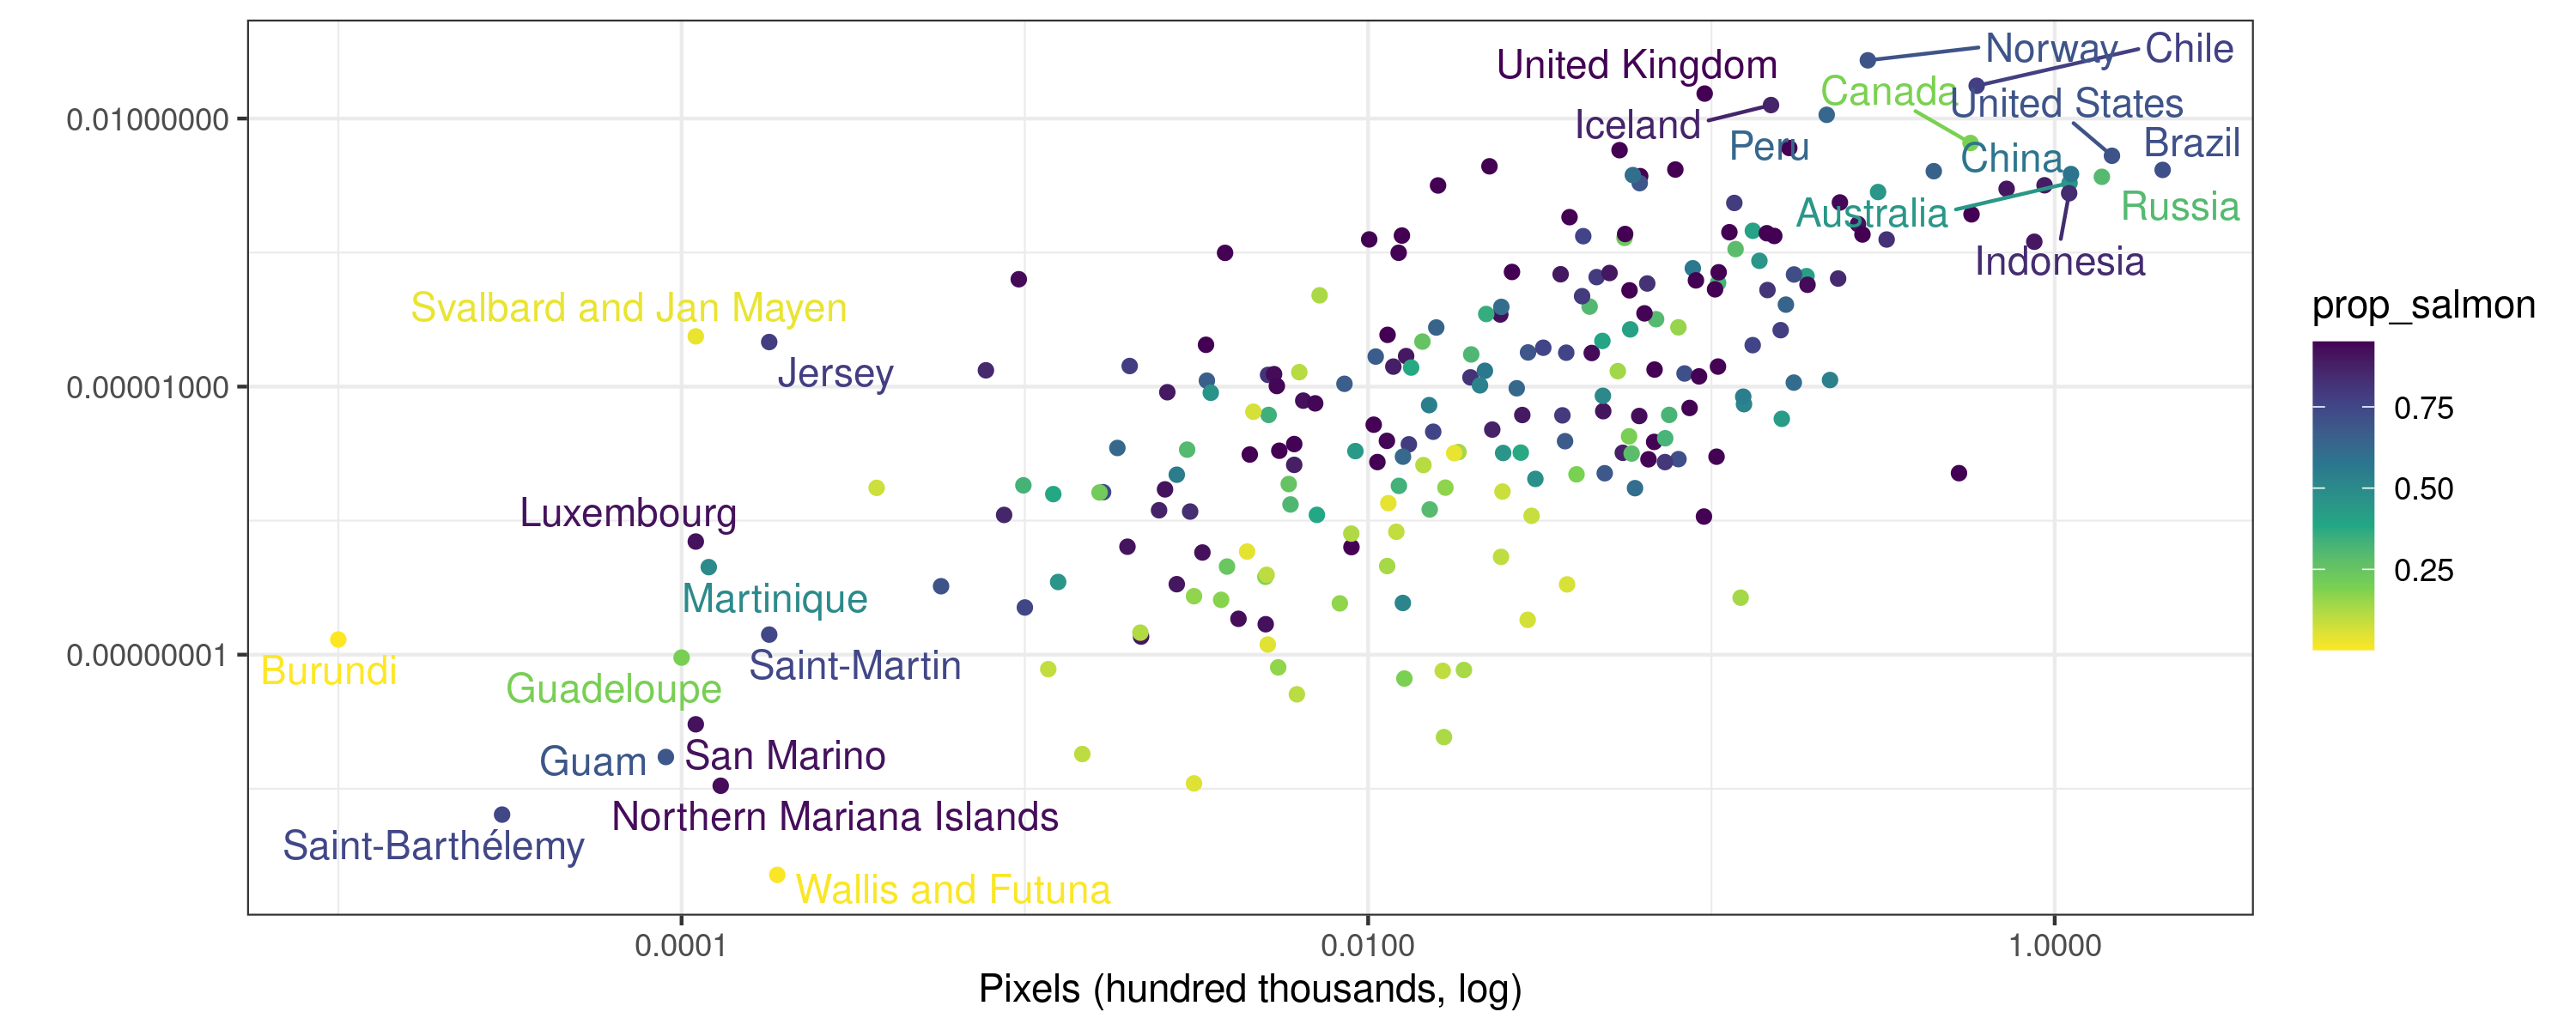 Norway
Chile
United Kingdom
Canada
United States
Iceland
Peru
Brazil
China
Australia
Russia
Indonesia
0.01000000
Svalbard and Jan Mayen
Jersey
0.00001000
Luxembourg
Martinique
Saint-Martin
Burundi
Guadeloupe
0.00000001
San Marino
Guam
Northern Mariana Islands
Saint-Barthélemy
Wallis and Futuna
0.0001
0.0100
1.0000
Pixels (hundred thousands, log)
prop_salmon
0.75
0.50
0.25